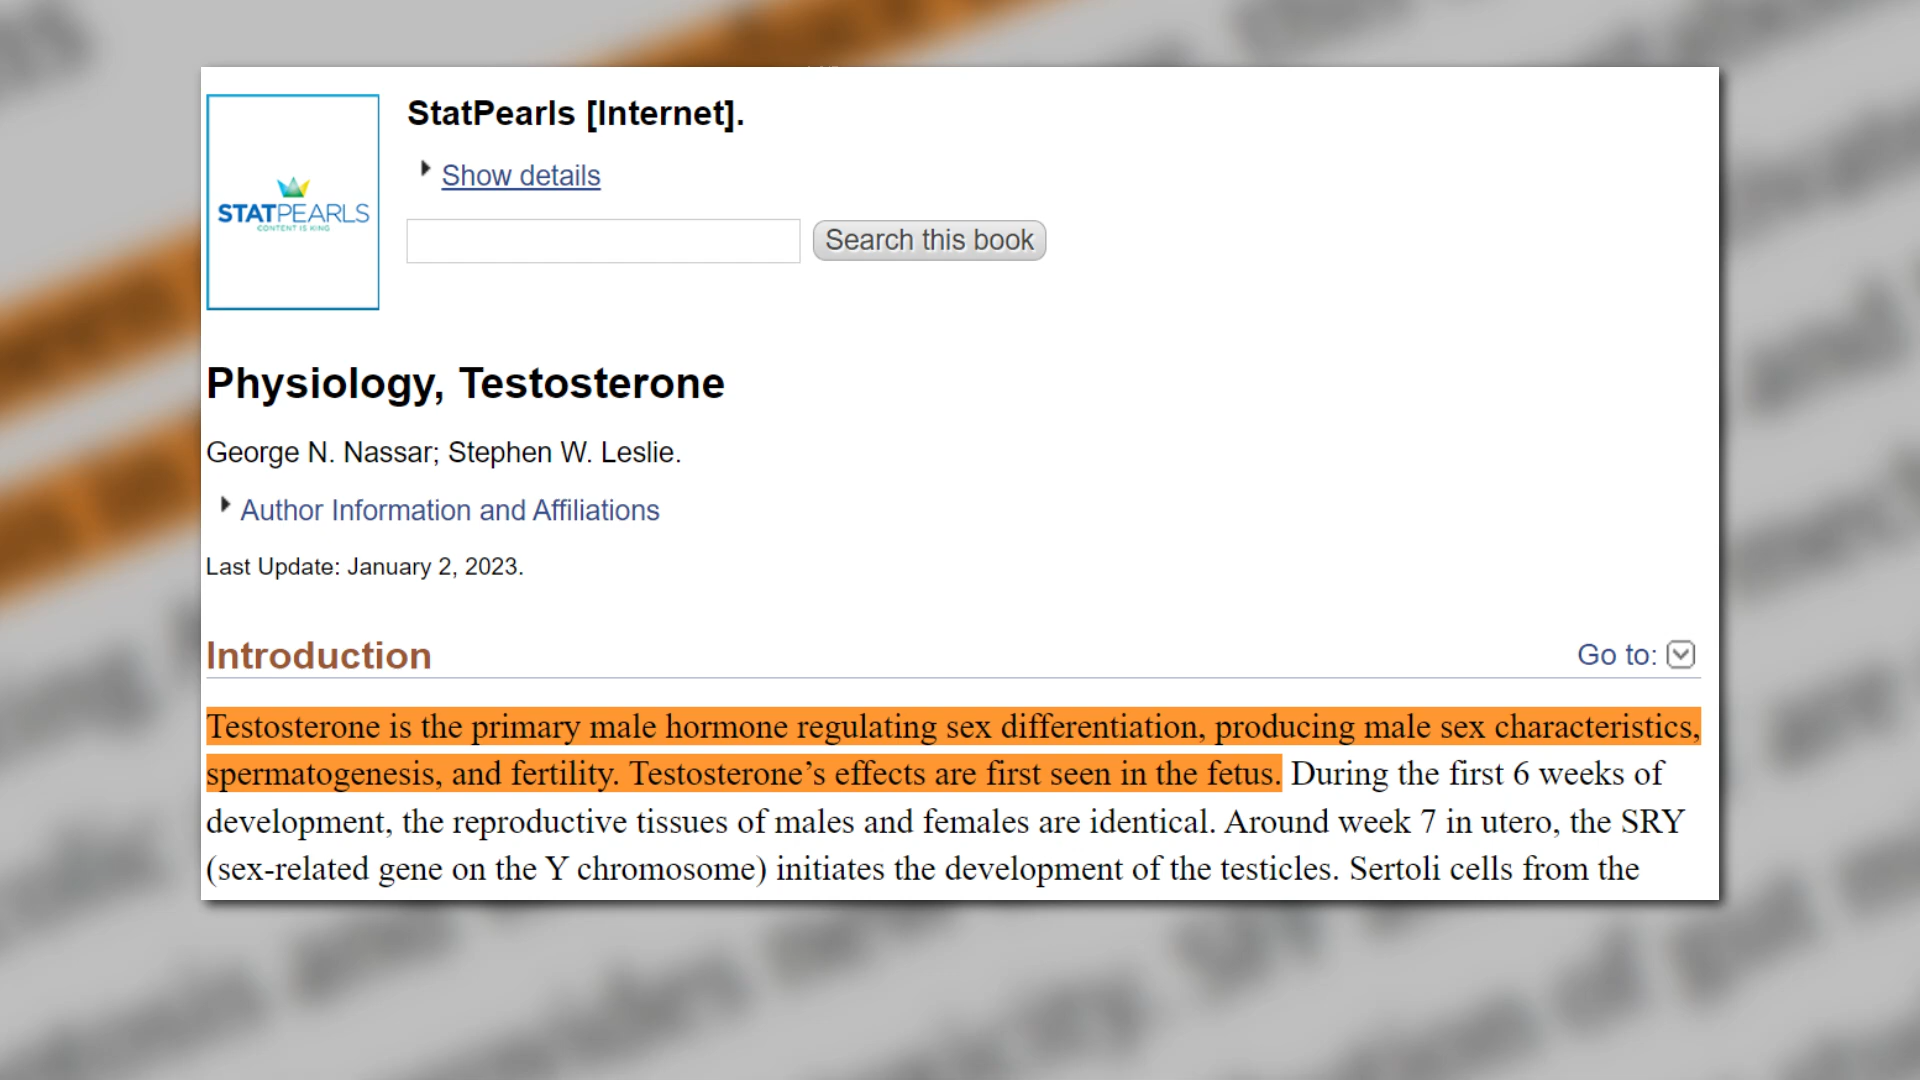 StatPearls [Internet].
Show details
STATPEARLS
CONTENT IS KING
Search this book
Physiology, Testosterone
George N. Nassar; Stephen W. Leslie.
Author Information and Affiliations
Last Update: January 2, 2023.
Introduction
Go to:
Testosterone is the primary male hormone regulating sex differentiation, producing male sex characteristics,
spermatogenesis, and fertility. Testosterone’s effects are first seen in the fetus. During the first 6 weeks of
development, the reproductive tissues of males and females are identical. Around week 7 in utero, the SRY
(sex-related gene on the Y chromosome) initiates the development of the testicles. Sertoli cells from the